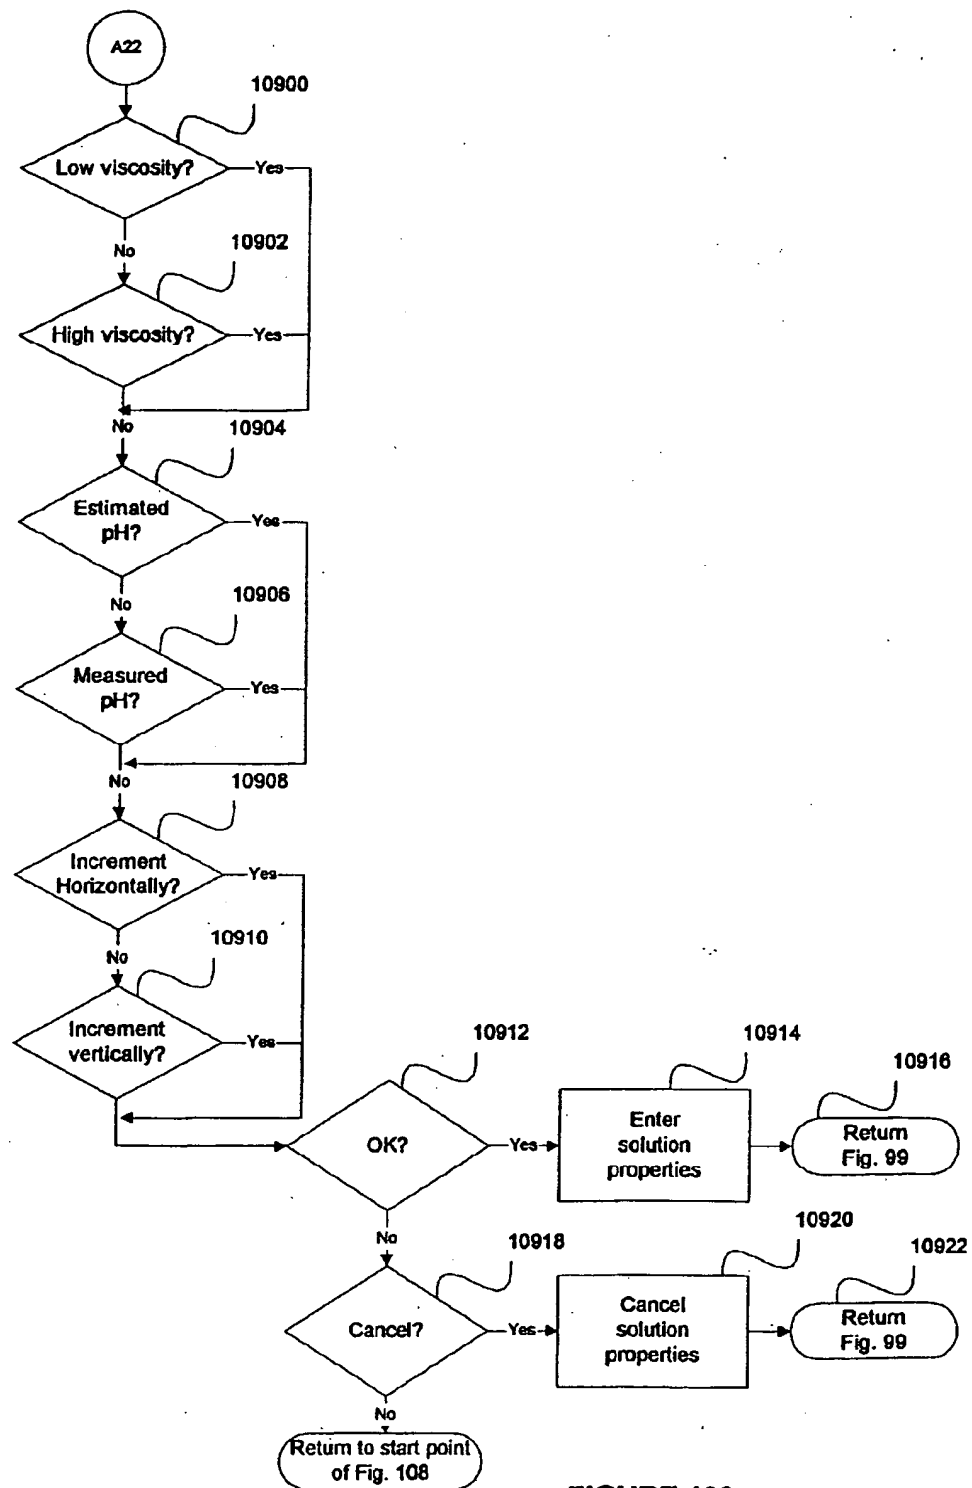 A22
10900
Low viscosity?
Yes
No
10902
High viscosity?
Yes
No
10904
Estimated
pH?
Yes
No
10906
Measured
pH?
Yes
No
10908
Increment
Horizontally?
Yes
No
10910
Increment
vertically?
Yes
10912
OK?
Yes
10914
Enter
solution
properties
10916
Return
Fig. 99
No
10918
Cancel?
Yes
10920
Cancel
solution
properties
10922
Return
Fig. 99
No
Return to start point
of Fig. 108